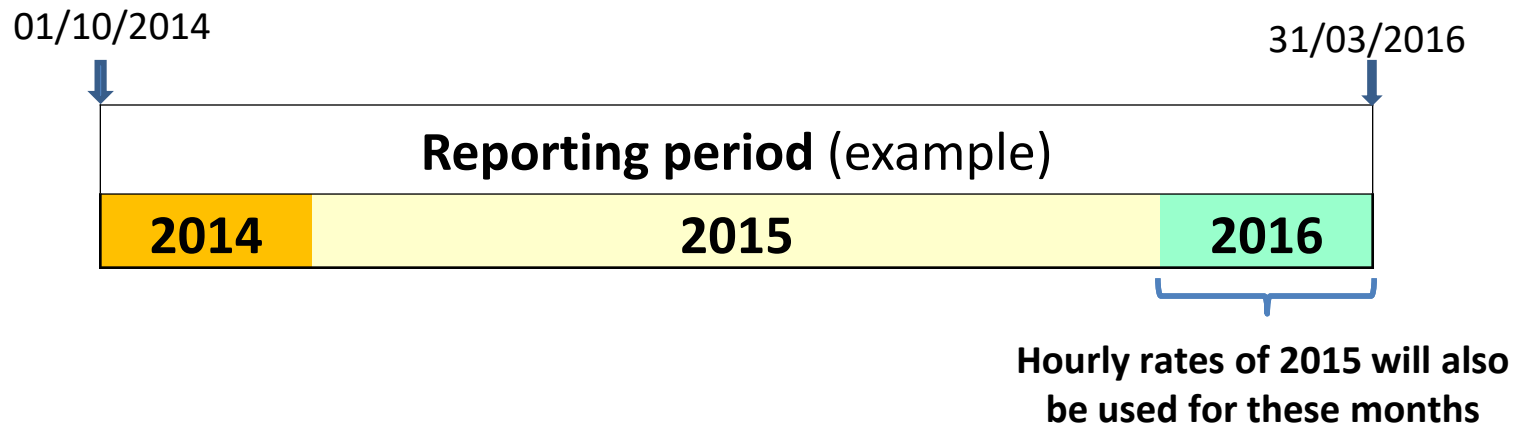 01/10/2014
31/03/2016
Reporting period (example)
2014 2015 2016
Hourly rates of 2015 will also
be used for these months